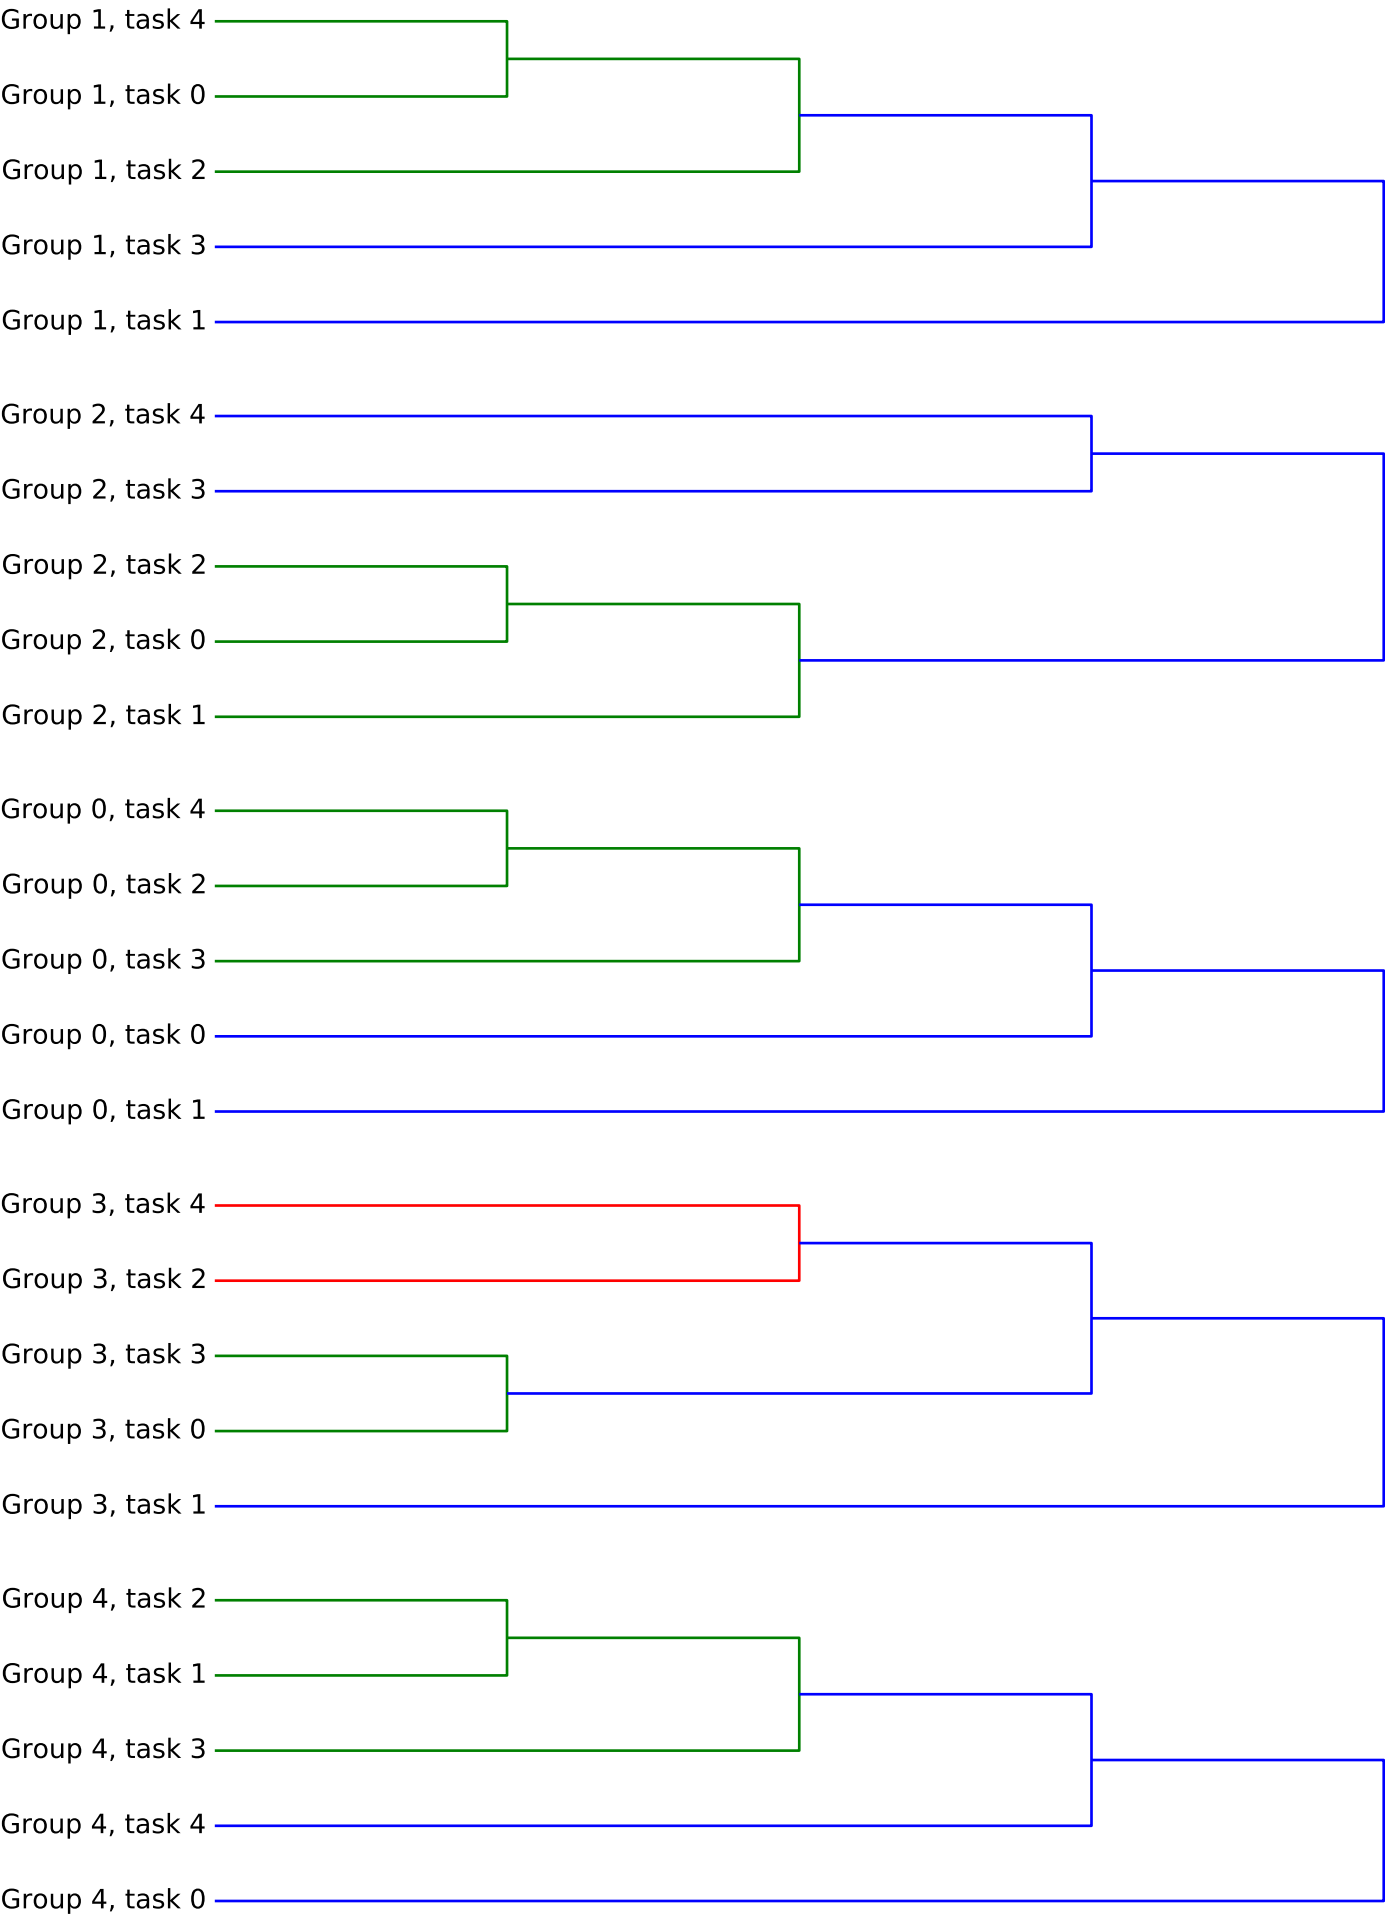 Group 1, task 4
Group 1, task 0
Group 1, task 2
Group 1, task 3
Group 1, task 1
Group 2, task 4
Group 2, task 3
Group 2, task 2
Group 2, task 0
Group 2, task 1
Group 0, task 4
Group 0, task 2
Group 0, task 3
Group 0, task 0
Group 0, task 1
Group 3, task 4
Group 3, task 2
Group 3, task 3
Group 3, task 0
Group 3, task 1
Group 4, task 2
Group 4, task 1
Group 4, task 3
Group 4, task 4
Group 4, task 0